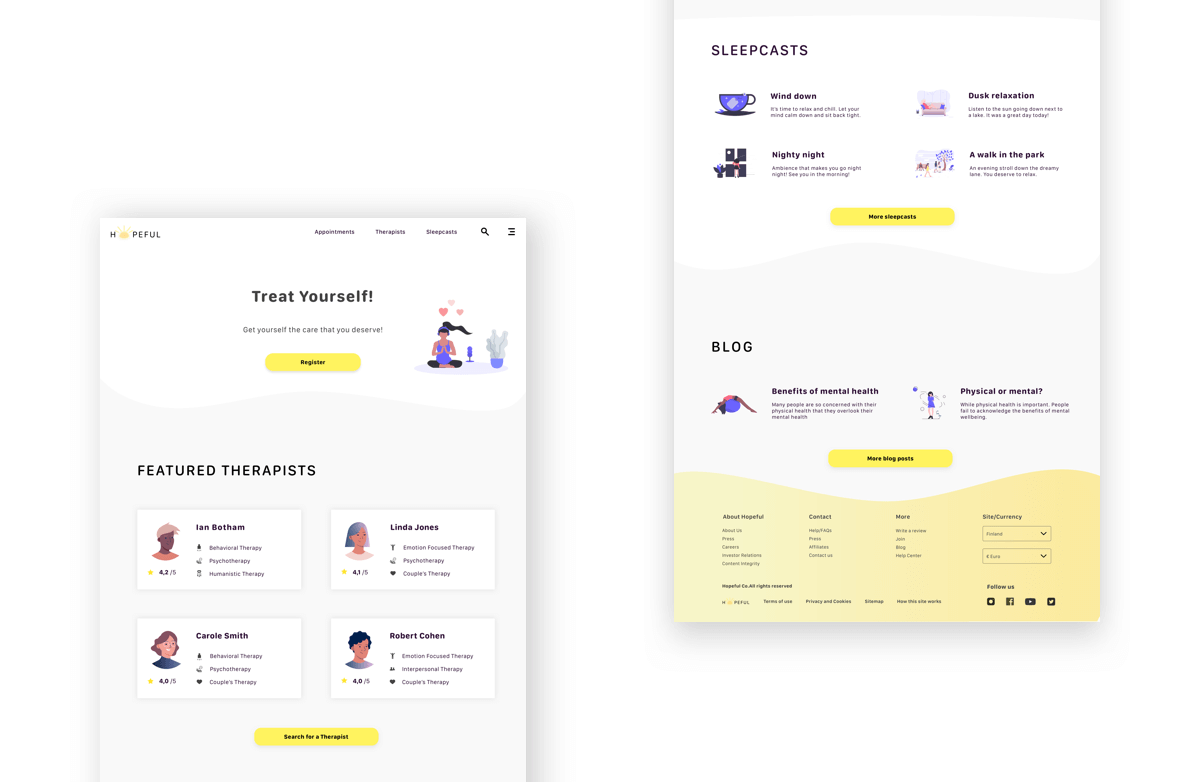 H PEFUL
Appointments Therapists Sleepcasts
Treat Yourself!
Get yourself the care that you deserve!
Register
FEATURED THERAPISTS
Ian Botham
Behavioral Therapy
Psychotherapy
Humanistic Therapy
4,2 /5
Linda Jones
Emotion Focused Therapy
Psychotherapy
Couple's Therapy
4,1 /5
Carole Smith
Behavioral Therapy
Psychotherapy
Couple's Therapy
4,0 /5
Robert Cohen
Emotion Focused Therapy
Interpersonal Therapy
Couple's Therapy
4,0 /5
Search for a Therapist
SLEEPCASTS
Wind down
It's time to relax and chill. Let your
mind calm down and sit back tight.
Dusk relaxation
Listen to the sun going down next to
a lake. It was a great day today!
Nighty night
Ambience that makes you go night
night! See you in the morning!
A walk in the park
An evening stroll down the dreamy
lane. You deserve to relax.
More sleepcasts
BLOG
Benefits of mental health
Many people are so concerned with their
physical health that they overlook their
mental health
Physical or mental?
While physical health is important. People
fail to acknowledge the benefits of mental
wellbeing.
More blog posts
About Hopeful
About Us
Press
Careers
Investor Relations
Content Integrity
Contact
Help/FAQs
Press
Affiliates
Contact us
More
Write a review
Join
Blog
Help Center
Site/Currency
Finland
€ Euro
Hopeful Co.All rights reserved
H PEFUL Terms of use Privacy and Cookies Sitemap How this site works
Follow us